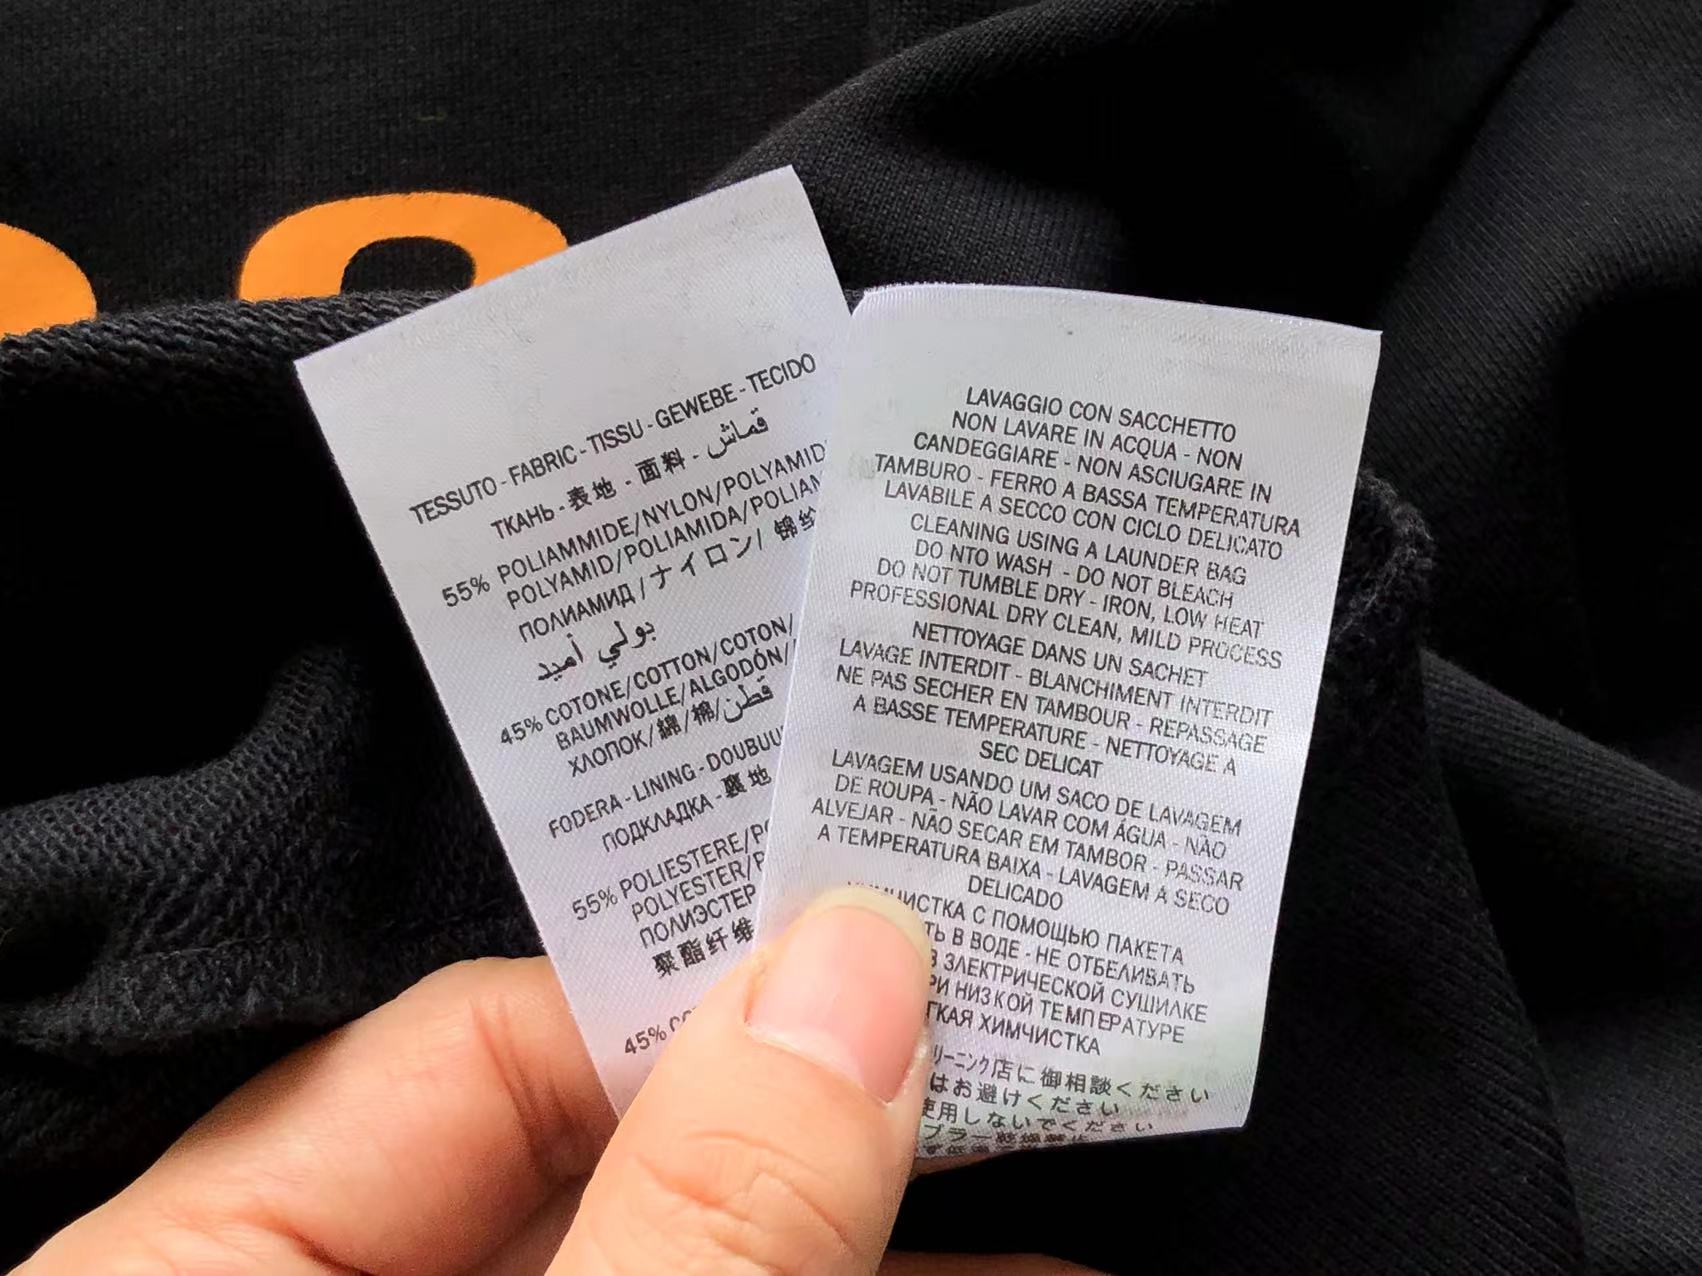 TESSUTO - FABRIC - TISSU - GEWEBE - TECIDO
ТКАНЬ - 表地 - 面料 - قماش
55% POLIAMMIDE/NYLON/POLYAMID
POLYAMID/POLIAMIDA/POLIAM
ПОЛИАМИД / ナイロン/ 锦纶
بولي أميد
45% COTONE/COTTON/COTON/
BAUMWOLLE/ALGODÓN/
ХЛОПОК/綿/棉/قطن
FODERA - LINING - DOUBUU
ПОДКЛАДКА - 裏地
55% POLIESTERE/PO
POLYESTER/P
ПОЛИЭСТЕР
聚酯纤维
45% CO
LAVAGGIO CON SACCHETTO
NON LAVARE IN ACQUA - NON
CANDEGGIARE - NON ASCIUGARE IN
TAMBURO - FERRO A BASSA TEMPERATURA
LAVABILE A SECCO CON CICLO DELICATO
CLEANING USING A LAUNDER BAG
DO NTO WASH - DO NOT BLEACH
DO NOT TUMBLE DRY - IRON, LOW HEAT
PROFESSIONAL DRY CLEAN, MILD PROCESS
NETTOYAGE DANS UN SACHET
LAVAGE INTERDIT - BLANCHIMENT INTERDIT
NE PAS SECHER EN TAMBOUR - REPASSAGE
A BASSE TEMPERATURE - NETTOYAGE A
SEC DELICAT
LAVAGEM USANDO UM SACO DE LAVAGEM
DE ROUPA - NÃO LAVAR COM ÁGUA - NÃO
ALVEJAR - NÃO SECAR EM TAMBOR - PASSAR
A TEMPERATURA BAIXA - LAVAGEM A SECO
DELICADO
ХИМЧИСТКА С ПОМОЩЬЮ ПАКЕТА
ТЬ В ВОДЕ - НЕ ОТБЕЛИВАТЬ
В ЭЛЕКТРИЧЕСКОЙ СУШИЛКЕ
РИ НИЗКОЙ ТЕМПЕРАТУРЕ
ГКАЯ ХИМЧИСТКА
リーニング店に御相談ください
はお避けください
使用しないでください